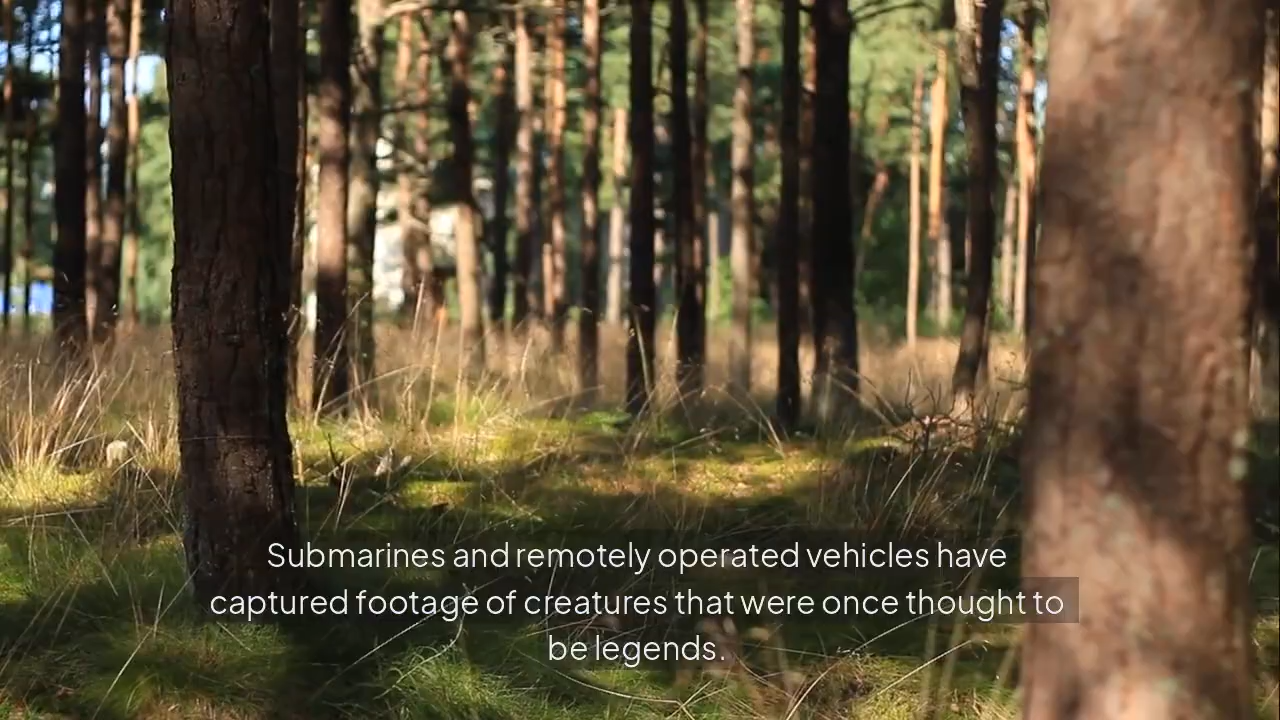 Submarines and remotely operated vehicles have
captured footage of creatures that were once thought to
be legends.